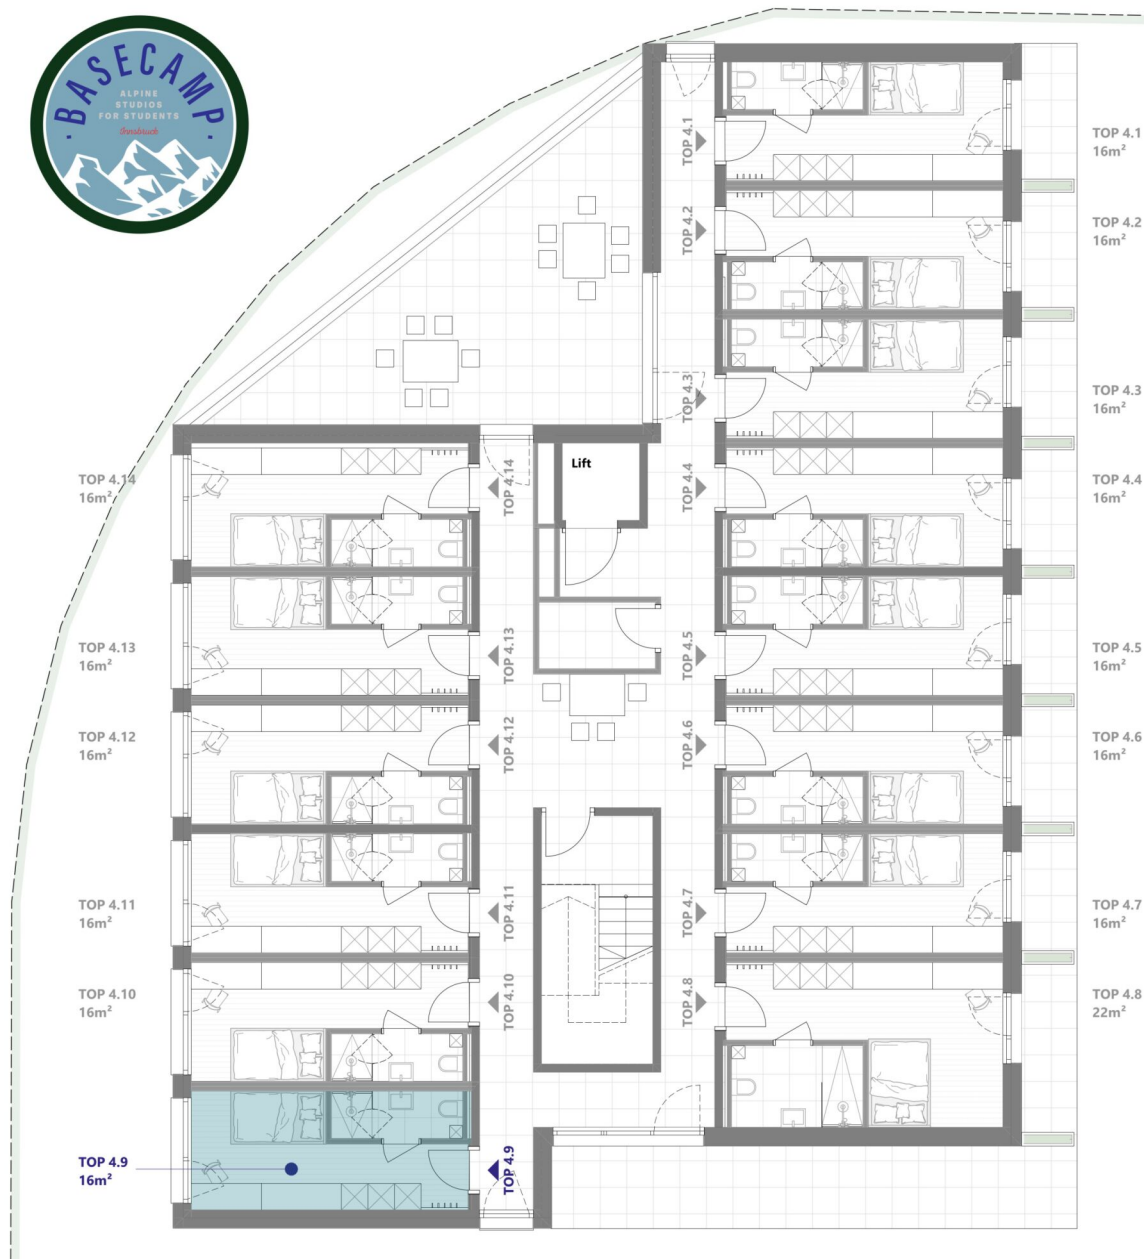 BASECAMP
ALPINE
STUDIOS
FOR STUDENTS
Innsbruck
TOP 4.1
TOP 4.1
16m²
TOP 4.2
TOP 4.2
16m²
TOP 4.3
TOP 4.3
16m²
Lift
TOP 4.14
16m²
TOP 4.14
TOP 4.4
TOP 4.4
16m²
TOP 4.13
16m²
TOP 4.13
TOP 4.5
TOP 4.5
16m²
TOP 4.12
16m²
TOP 4.12
TOP 4.6
TOP 4.6
16m²
TOP 4.11
16m²
TOP 4.11
TOP 4.7
TOP 4.7
16m²
TOP 4.10
16m²
TOP 4.10
TOP 4.8
TOP 4.8
22m²
TOP 4.9
16m²
TOP 4.9